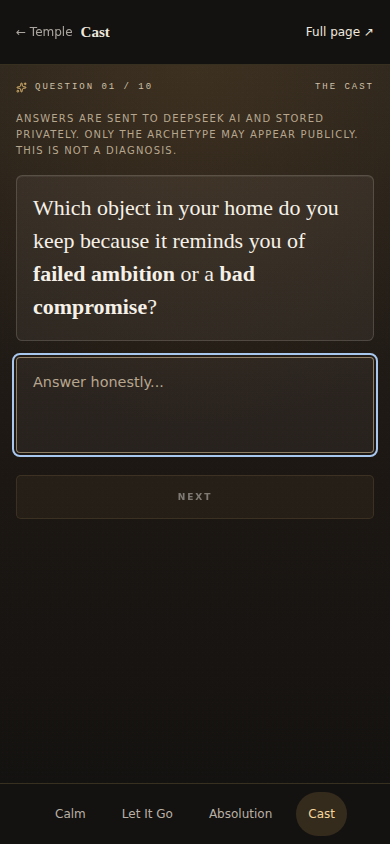 ← Temple Cast
Full page ↗
QUESTION 01 / 10
THE CAST
ANSWERS ARE SENT TO DEEPSEEK AI AND STORED
PRIVATELY. ONLY THE ARCHETYPE MAY APPEAR PUBLICLY.
THIS IS NOT A DIAGNOSIS.
Which object in your home do you
keep because it reminds you of
failed ambition or a bad
compromise?
Answer honestly...
NEXT
Calm
Let It Go
Absolution
Cast